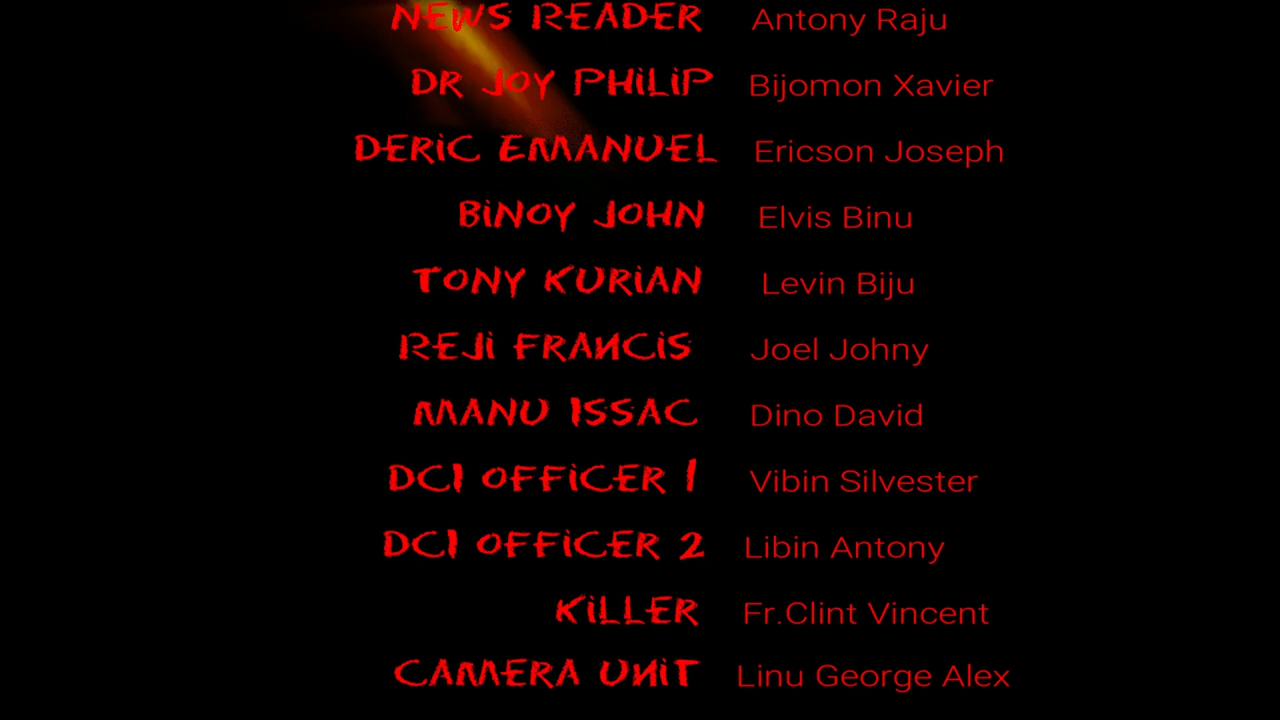 NEWS READER Antony Raju
DR JOY PHILIP Bijomon Xavier
DERIC EMANUEL Ericson Joseph
BINOY JOHN Elvis Binu
TONY KURIAN Levin Biju
REJI FRANCIS Joel Johny
MANU ISSAC Dino David
DCI OFFICER 1 Vibin Silvester
DCI OFFICER 2 Libin Antony
KILLER Fr.Clint Vincent
CAMERA UNIT Linu George Alex